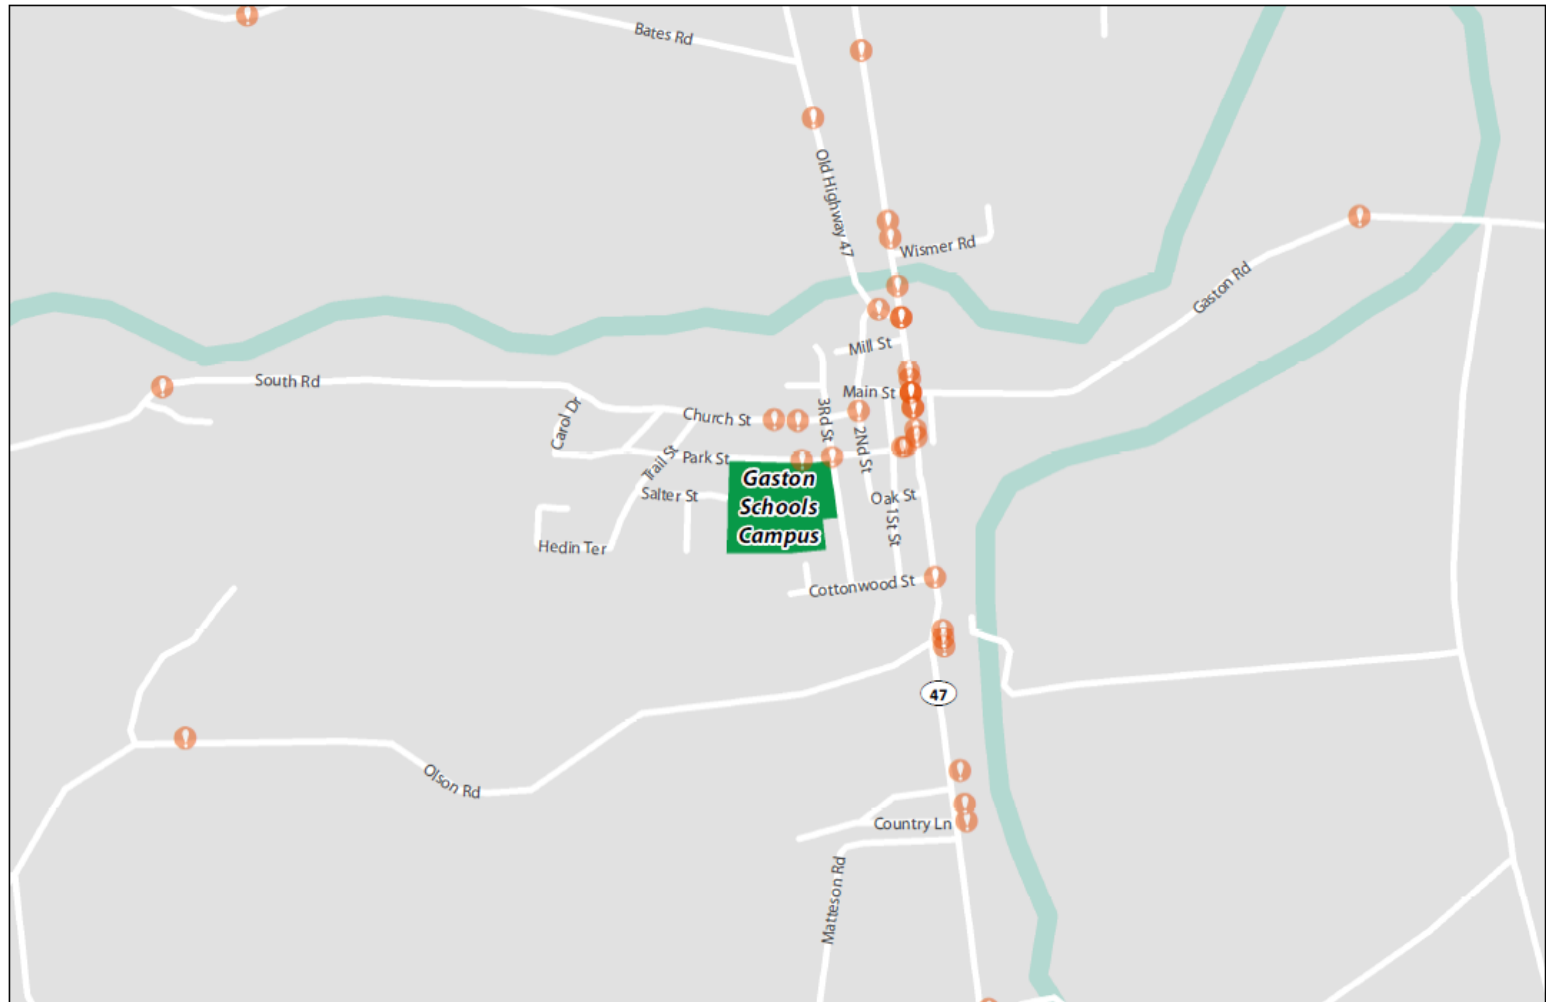 Bates Rd
Old Highway 47
Wismer Rd
Gaston Rd
Mill St
South Rd
Main St
Carol Dr
Church St
3Rd St
2Nd St
Trail St
Park St
Gaston
Schools
Campus
Salter St
Oak St
1St St
Hedin Ter
Cottonwood St
47
Olson Rd
Country Ln
Matteson Rd